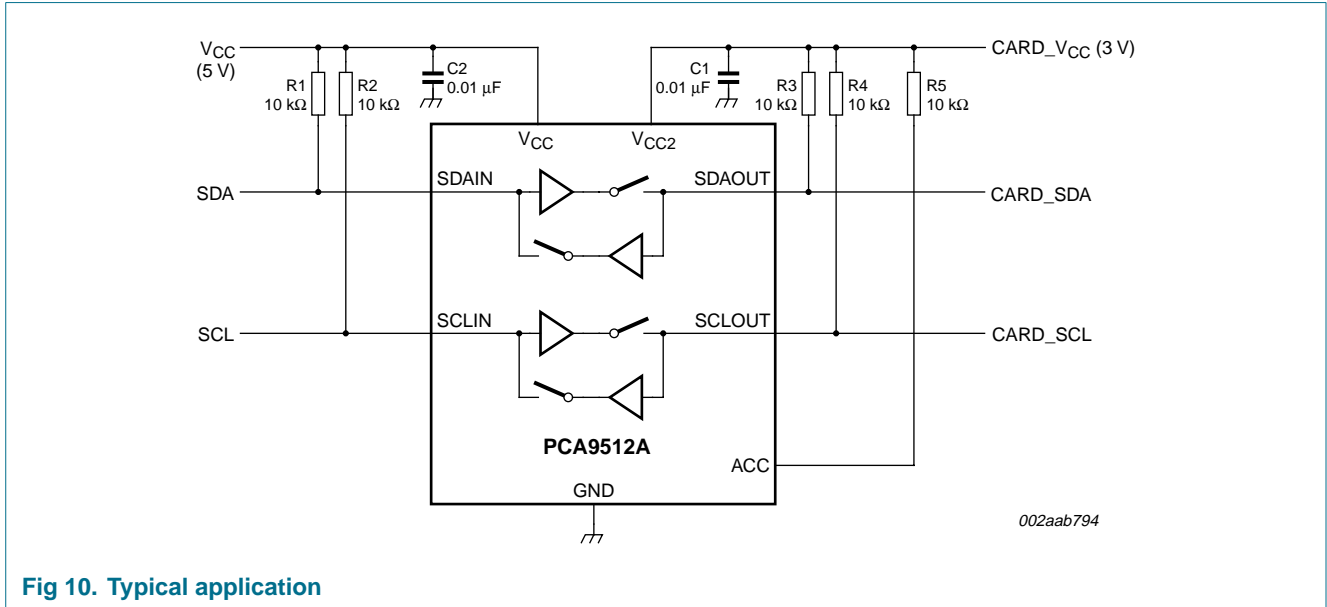 VCC
(5 V)
R1
10 kΩ
R2
10 kΩ
C2
0.01 μF
C1
0.01 μF
R3
10 kΩ
R4
10 kΩ
R5
10 kΩ
CARD_VCC (3 V)
VCC
VCC2
SDA
SDAIN
SDAOUT
CARD_SDA
SCL
SCLIN
SCLOUT
CARD_SCL
PCA9512A
ACC
GND
002aab794
Fig 10. Typical application